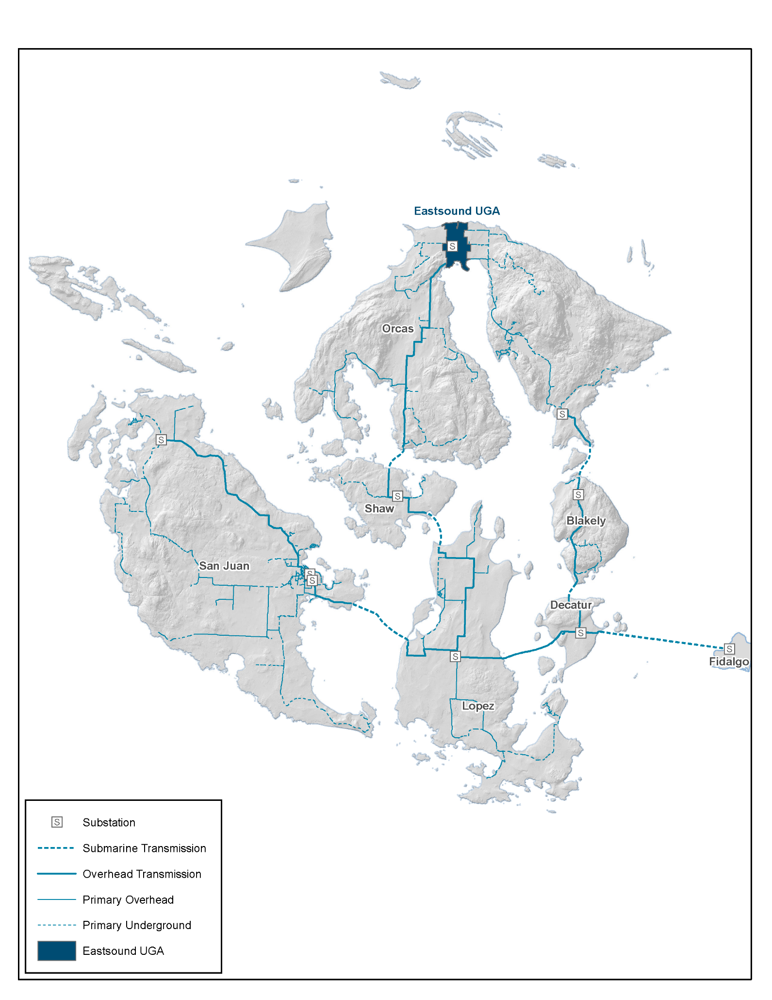 Eastsound UGA
S
Orcas
S
S
S
Shaw
S
Blakely
San Juan
S
S
Decatur
S
S
Fidalgo
S
Lopez
S Substation
Submarine Transmission
Overhead Transmission
Primary Overhead
Primary Underground
Eastsound UGA